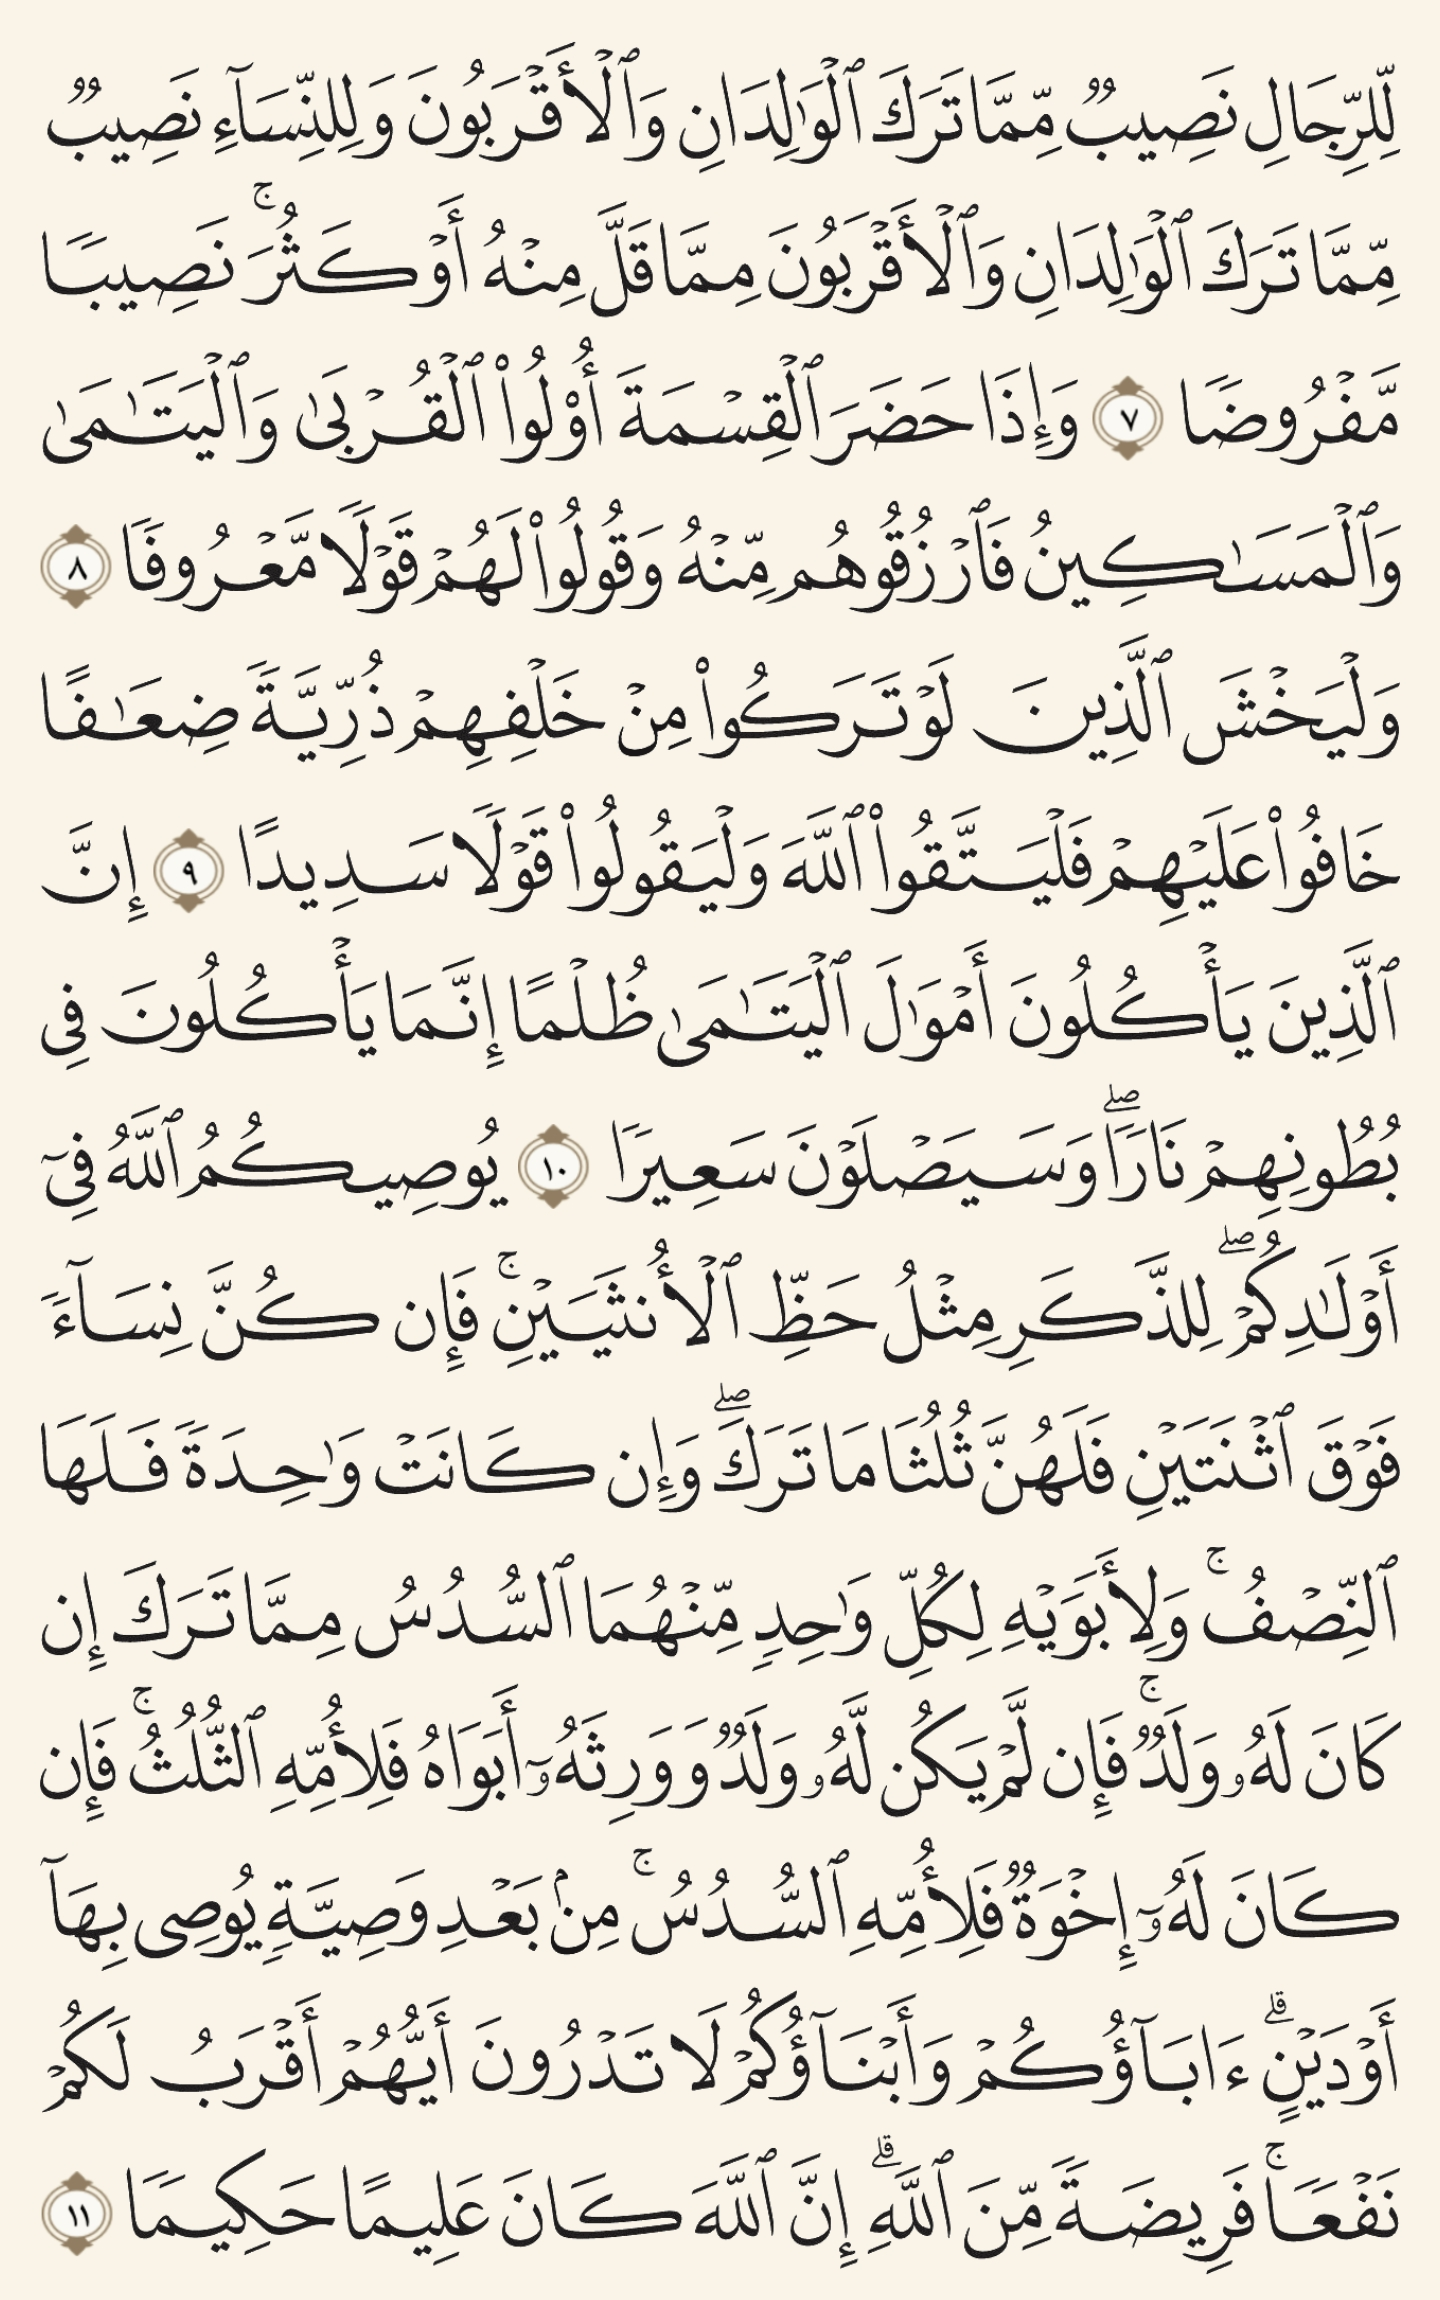 لِّلرِّجَالِ نَصِيبٌ مِّمَّا تَرَكَ ٱلْوَٰلِدَانِ وَٱلْأَقْرَبُونَ وَلِلنِّسَآءِ نَصِيبٌ
مِّمَّا تَرَكَ ٱلْوَٰلِدَانِ وَٱلْأَقْرَبُونَ مِمَّا قَلَّ مِنْهُ أَوْ كَثُرَ ۚ نَصِيبًا
مَّفْرُوضًا ٧ وَإِذَا حَضَرَ ٱلْقِسْمَةَ أُو۟لُوا۟ ٱلْقُرْبَىٰ وَٱلْيَتَـٰمَىٰ
وَٱلْمَسَـٰكِينُ فَٱرْزُقُوهُم مِّنْهُ وَقُولُوا۟ لَهُمْ قَوْلًا مَّعْرُوفًا ٨
وَلْيَخْشَ ٱلَّذِينَ لَوْ تَرَكُوا۟ مِنْ خَلْفِهِمْ ذُرِّيَّةً ضِعَـٰفًا
خَافُوا۟ عَلَيْهِمْ فَلْيَتَّقُوا۟ ٱللَّهَ وَلْيَقُولُوا۟ قَوْلًا سَدِيدًا ٩ إِنَّ
ٱلَّذِينَ يَأْكُلُونَ أَمْوَٰلَ ٱلْيَتَـٰمَىٰ ظُلْمًا إِنَّمَا يَأْكُلُونَ فِى
بُطُونِهِمْ نَارًا ۖ وَسَيَصْلَوْنَ سَعِيرًا ١٠ يُوصِيكُمُ ٱللَّهُ فِىٓ
أَوْلَـٰدِكُمْ ۖ لِلذَّكَرِ مِثْلُ حَظِّ ٱلْأُنثَيَيْنِ ۚ فَإِن كُنَّ نِسَآءً
فَوْقَ ٱثْنَتَيْنِ فَلَهُنَّ ثُلُثَا مَا تَرَكَ ۖ وَإِن كَانَتْ وَٰحِدَةً فَلَهَا
ٱلنِّصْفُ ۚ وَلِأَبَوَيْهِ لِكُلِّ وَٰحِدٍ مِّنْهُمَا ٱلسُّدُسُ مِمَّا تَرَكَ إِن
كَانَ لَهُۥ وَلَدٌ ۚ فَإِن لَّمْ يَكُن لَّهُۥ وَلَدٌ وَوَرِثَهُۥٓ أَبَوَاهُ فَلِأُمِّهِ ٱلثُّلُثُ ۚ فَإِن
كَانَ لَهُۥٓ إِخْوَةٌ فَلِأُمِّهِ ٱلسُّدُسُ ۚ مِنۢ بَعْدِ وَصِيَّةٍ يُوصِى بِهَآ
أَوْ دَيْنٍ ۗ ءَابَآؤُكُمْ وَأَبْنَآؤُكُمْ لَا تَدْرُونَ أَيُّهُمْ أَقْرَبُ لَكُمْ
نَفْعًا ۚ فَرِيضَةً مِّنَ ٱللَّهِ ۗ إِنَّ ٱللَّهَ كَانَ عَلِيمًا حَكِيمًا ١١